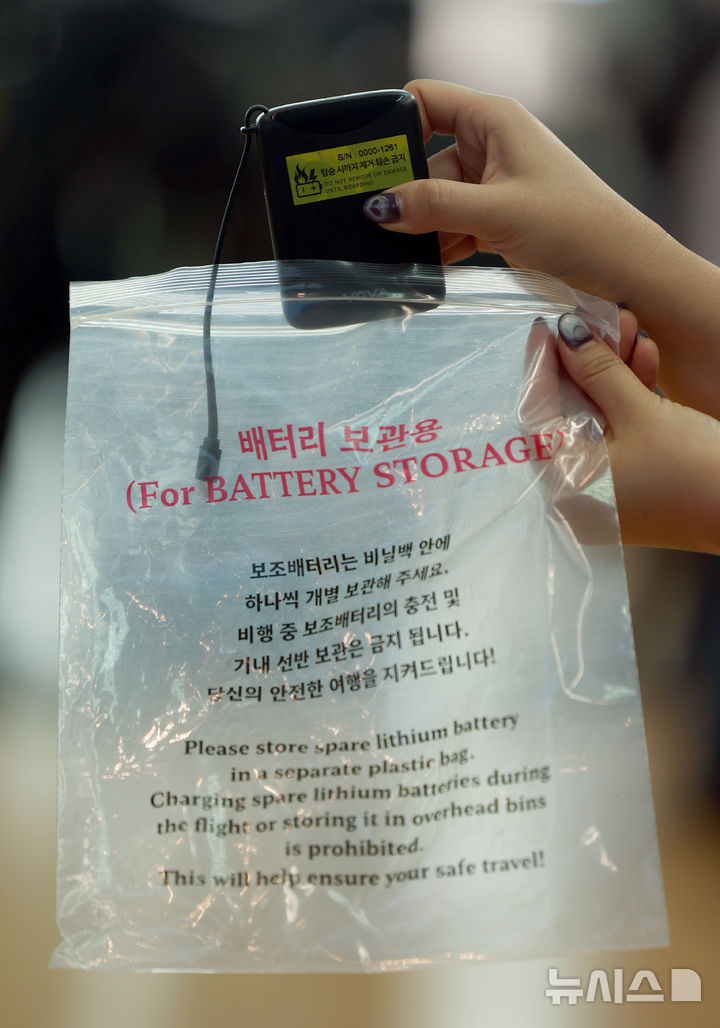 S/N : 0000-1261
탑승 시까지 제거·훼손 금지
DO NOT REMOVE OR DAMAGE
UNTIL BOARDING
배터리 보관용
(For BATTERY STORAGE)
보조배터리는 비닐백 안에
하나씩 개별 보관해 주세요.
비행 중 보조배터리의 충전 및
기내 선반 보관은 금지 됩니다.
당신의 안전한 여행을 지켜드립니다!
Please store spare lithium battery
in a separate plastic bag.
Charging spare lithium batteries during
the flight or storing it in overhead bins
is prohibited.
This will help ensure your safe travel!
뉴시스